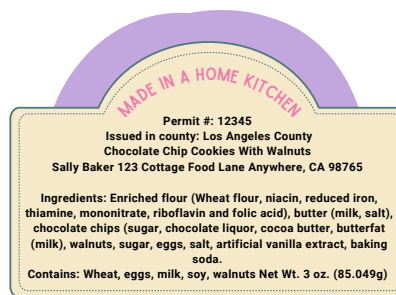 MADE IN A HOME KITCHEN
Permit #: 12345
Issued in county: Los Angeles County
Chocolate Chip Cookies With Walnuts
Sally Baker 123 Cottage Food Lane Anywhere, CA 98765
Ingredients: Enriched flour (Wheat flour, niacin, reduced iron,
thiamine, mononitrate, riboflavin and folic acid), butter (milk, salt),
chocolate chips (sugar, chocolate liquor, cocoa butter, butterfat
(milk), walnuts, sugar, eggs, salt, artificial vanilla extract, baking
soda.
Contains: Wheat, eggs, milk, soy, walnuts Net Wt. 3 oz. (85.049g)